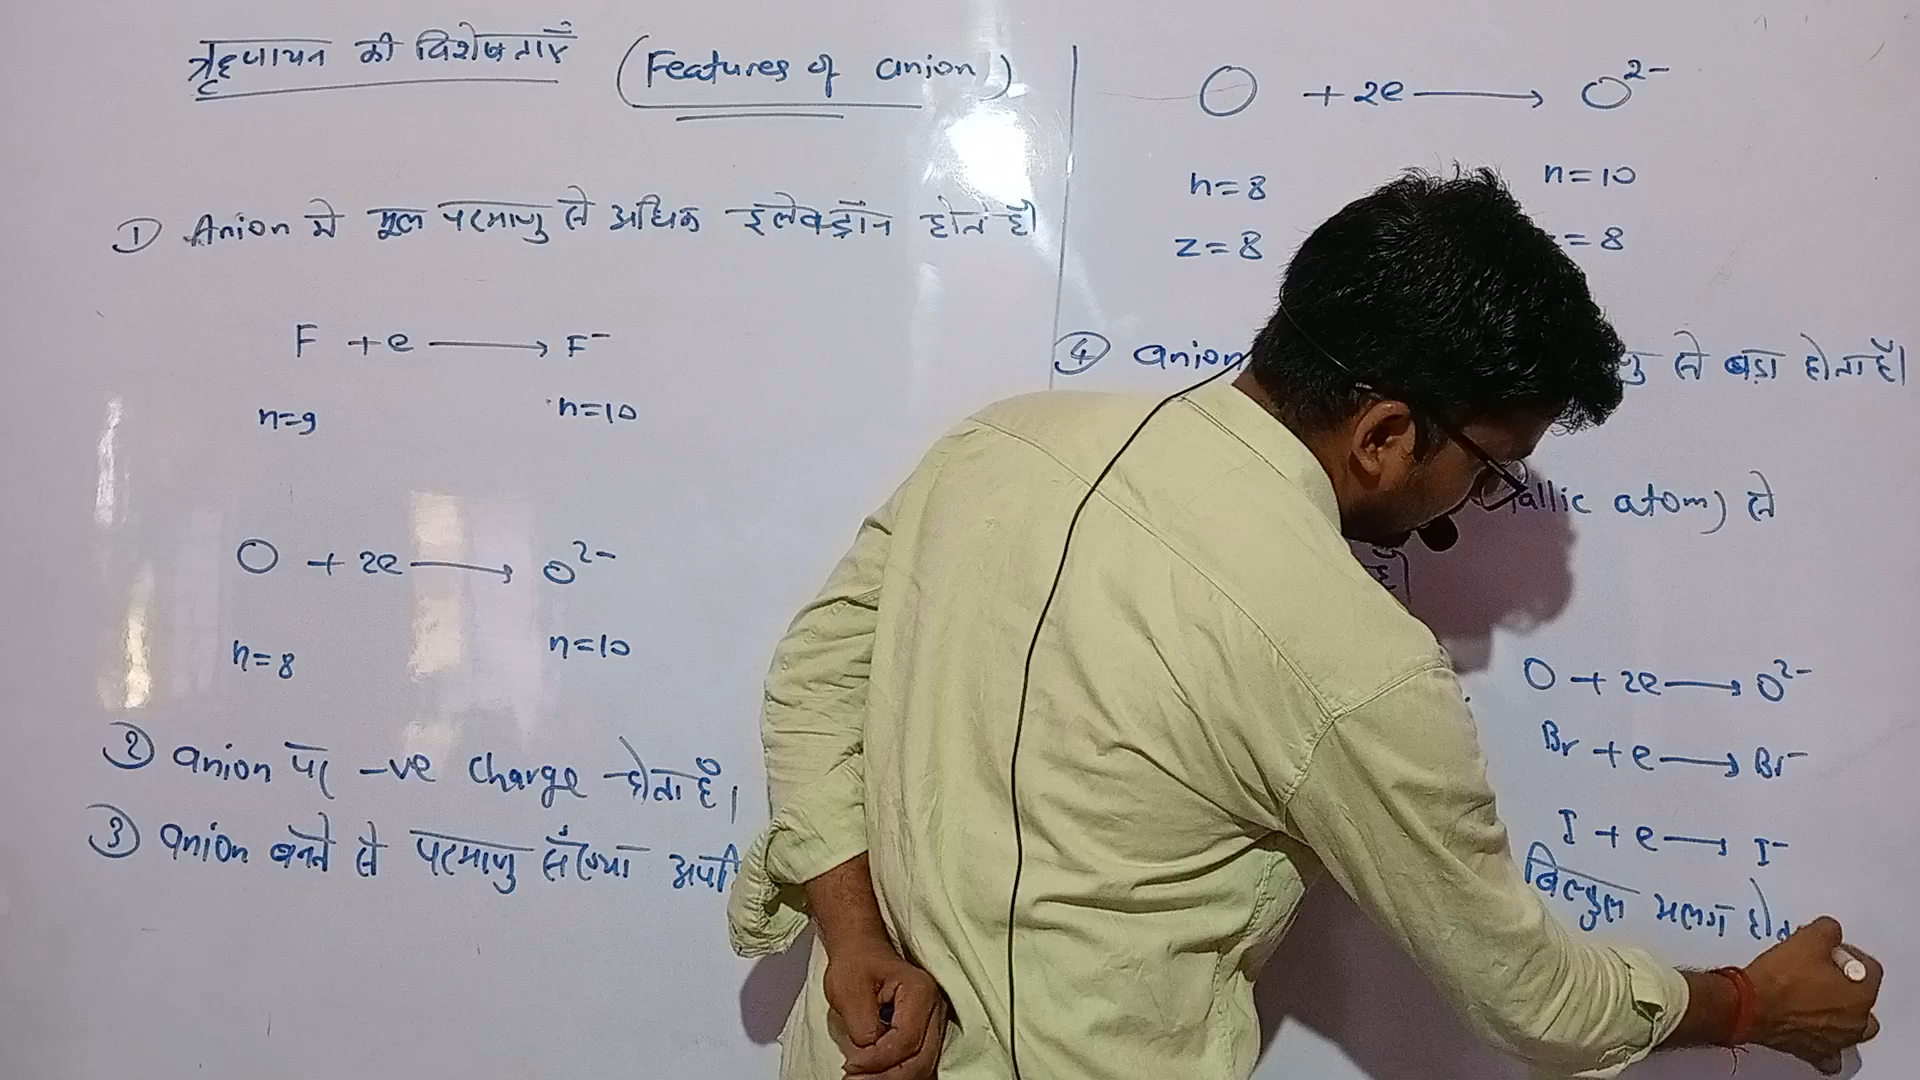 ऋृणायन की विशेषताएँ (Features of anion)
① Anion मे मूल परमाणु से अधिक इलेक्ट्रॉन होते है
F + e ⟶ F⁻
n=9 n=10
O + 2e ⟶ O²⁻
n=8 n=10
② anion पर -ve charge होता है।
③ anion बनने से परमाणु सँख्या
O + 2e ⟶ O²⁻
n=8 n=10
z=8 =8
④ anion से बड़ा होता है।
allic atom) से
है।
O + 2e ⟶ O²⁻
Br + e ⟶ Br⁻
I + e ⟶ I⁻
बिल्कुल अलग